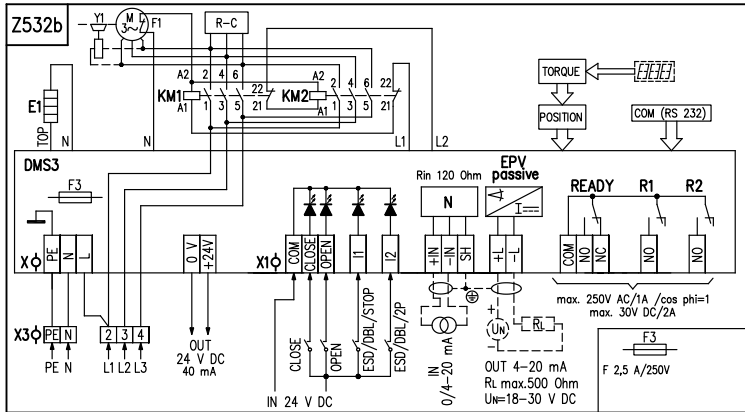 Z532b
Y1
M
3~
F1
R-C
A2 2 4 6 22
KM1
A1 1 3 5 21
A2 2 4 6 22
KM2
A1 1 3 5 21
E1
TOP
N
N
L1
L2
TORQUE
POSITION
COM (RS 232)
DMS3
F3
Rin 120 Ohm
N
EPV
passive
I
READY
R1
R2
X
PE
N
L
0 V
+24V
X1
COM
CLOSE
OPEN
I1
I2
+IN
-IN
SH
+L
-L
COM
NO
NC
NO
NO
max. 250V AC/1A /cos phi=1
max. 30V DC/2A
X3
PE
N
2
3
4
PE N L1 L2 L3
OUT
24 V DC
40 mA
CLOSE
OPEN
ESD/DBL/STOP
ESD/DBL/2P
IN 24 V DC
IN
0/4-20 mA
+
UN
-
RL
OUT 4-20 mA
RL max.500 Ohm
UN=18-30 V DC
F3
F 2,5 A/250V